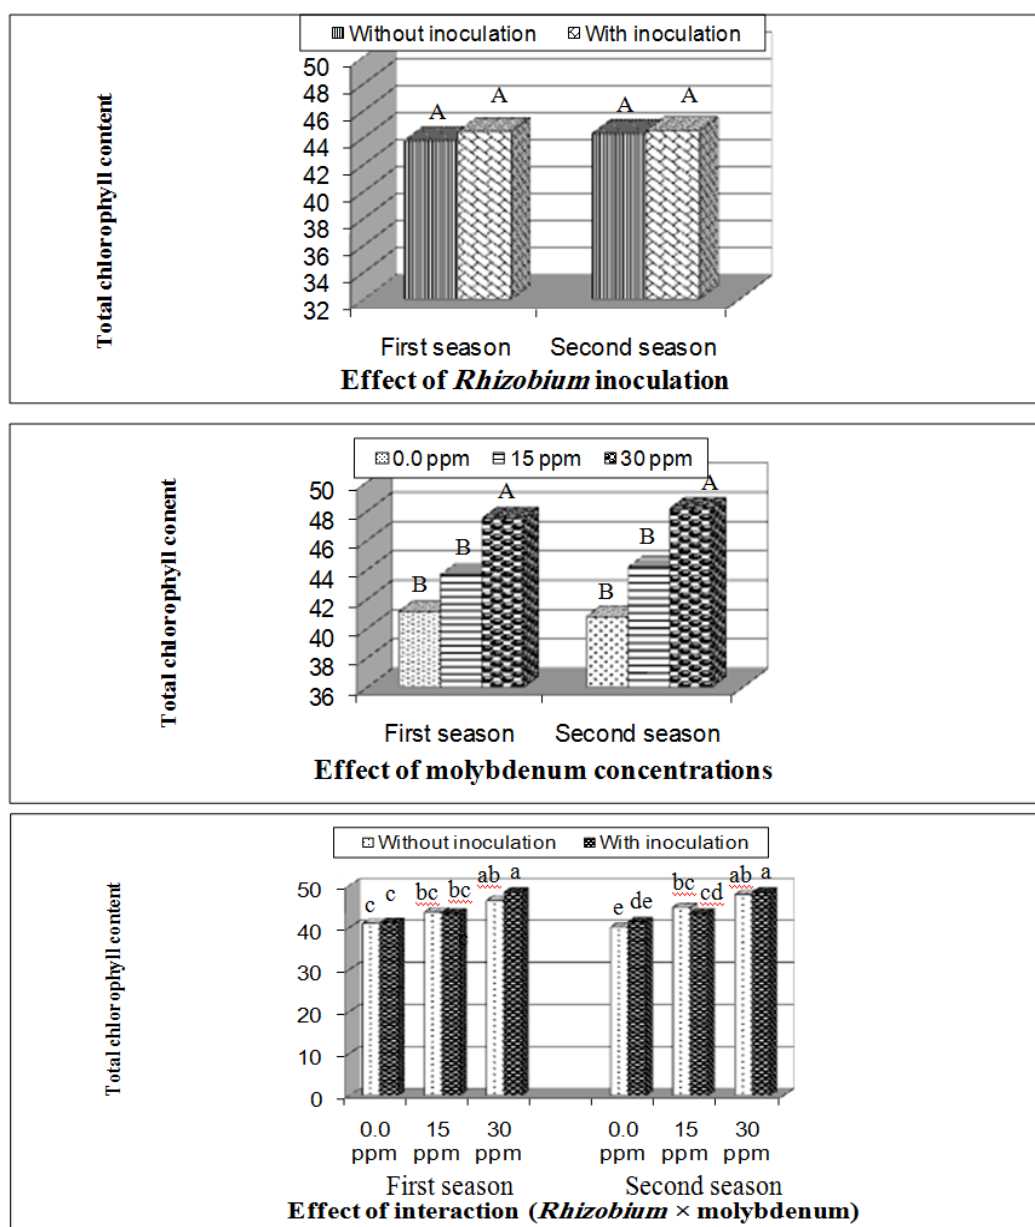 Without inoculation With inoculation
Total chlorophyll content
50
48
46
44
42
40
38
36
34
32
A A A A
First season Second season
Effect of Rhizobium inoculation
0.0 ppm 15 ppm 30 ppm
Total chlorophyll conent
50
48
46
44
42
40
38
36
B B A B B A
First season Second season
Effect of molybdenum concentrations
Without inoculation With inoculation
Total chlorophyll content
50
40
30
20
10
0
c c bc bc ab a e de bc cd ab a
0.0 15 30 0.0 15 30
ppm ppm ppm ppm ppm ppm
First season Second season
Effect of interaction (Rhizobium × molybdenum)